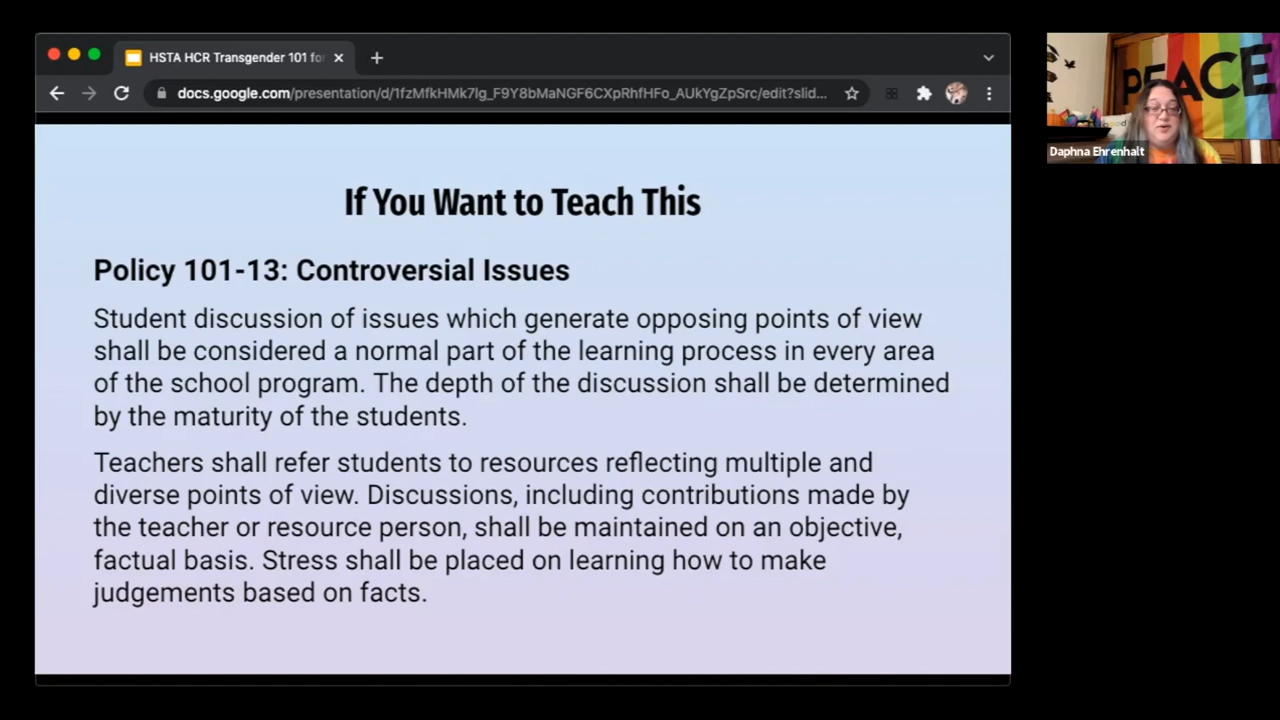 HSTA HCR Transgender 101 fo
docs.google.com/presentation/d/1fzMfkHMk7lg_F9Y8bMaNGF6CXpRhfHFo_AUkYgZpSrc/edit?slid...
PEACE
Daphna Ehrenhalt
If You Want to Teach This
Policy 101-13: Controversial Issues
Student discussion of issues which generate opposing points of view
shall be considered a normal part of the learning process in every area
of the school program. The depth of the discussion shall be determined
by the maturity of the students.
Teachers shall refer students to resources reflecting multiple and
diverse points of view. Discussions, including contributions made by
the teacher or resource person, shall be maintained on an objective,
factual basis. Stress shall be placed on learning how to make
judgements based on facts.